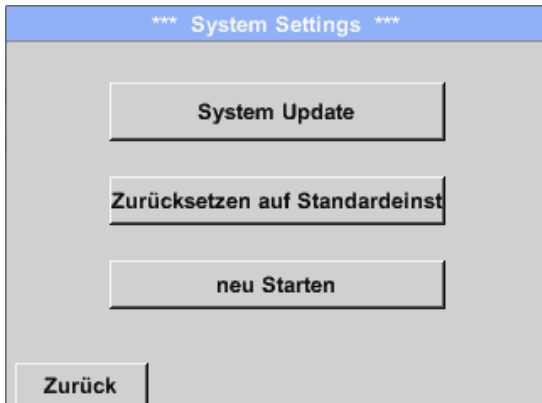 *** System Settings ***
System Update
Zurücksetzen auf Standardeinst
neu Starten
Zurück